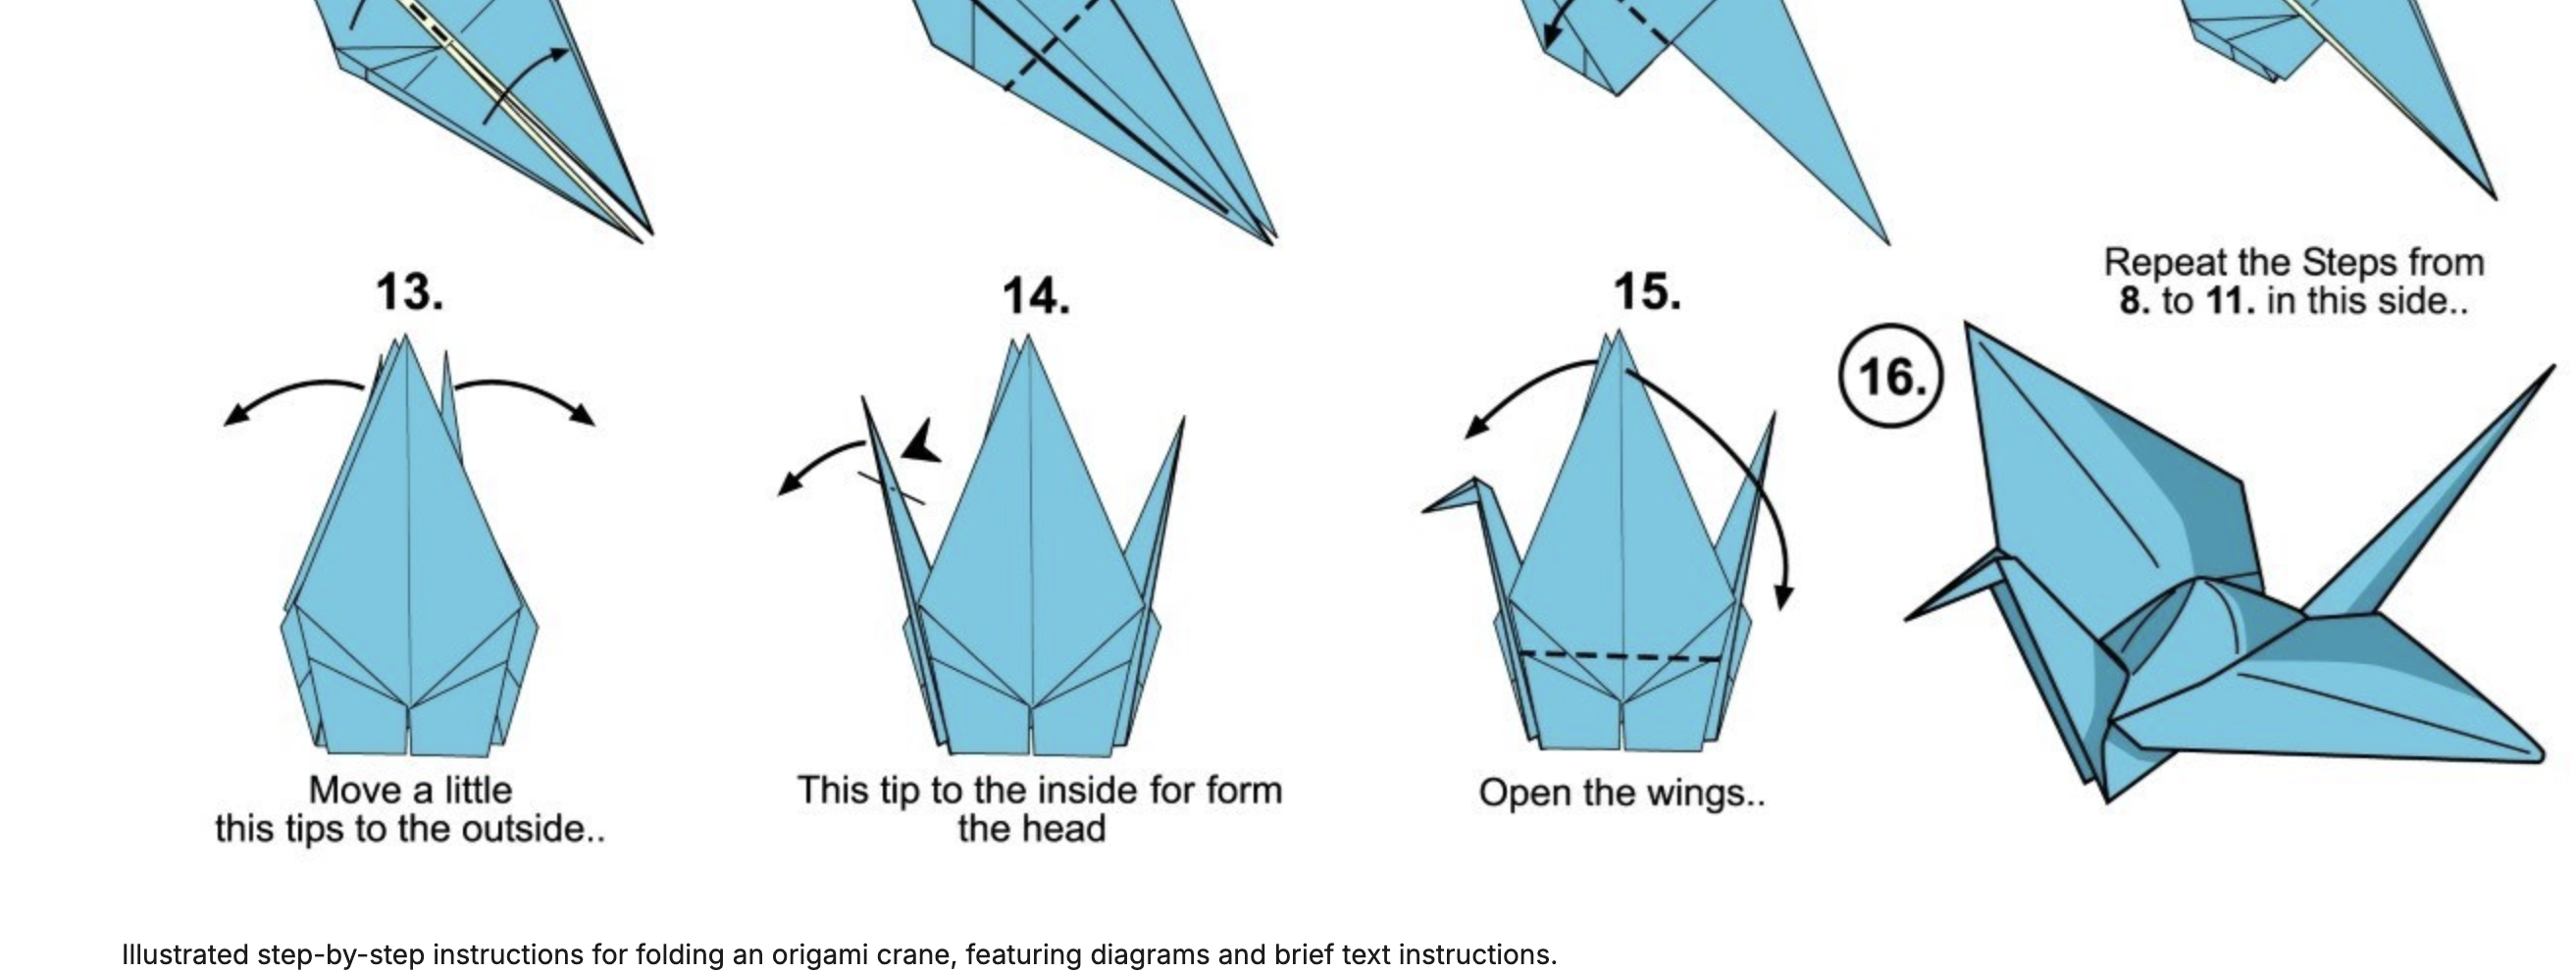 Repeat the Steps from
8. to 11. in this side..
13.
14.
15.
16.
Move a little
this tips to the outside..
This tip to the inside for form
the head
Open the wings..
Illustrated step-by-step instructions for folding an origami crane, featuring diagrams and brief text instructions.